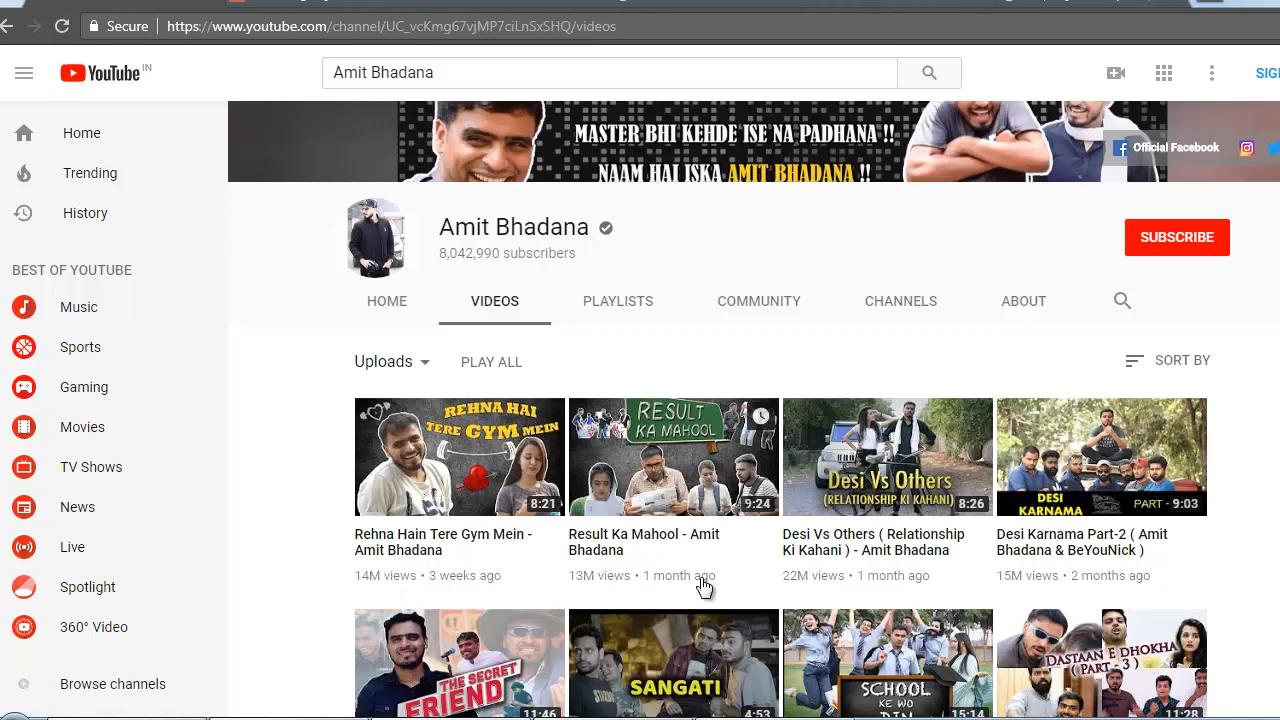 Secure https://www.youtube.com/channel/UC_vcKmg67vjMP7ciLnSxSHQ/videos
YouTube IN
Amit Bhadana
SIGN
Home
Trending
History
BEST OF YOUTUBE
Music
Sports
Gaming
Movies
TV Shows
News
Live
Spotlight
360° Video
Browse channels
MASTER BHI KEHDE ISE NA PADHANA !!
NAAM HAI ISKA AMIT BHADANA !!
Official Facebook
Amit Bhadana
8,042,990 subscribers
SUBSCRIBE
HOME VIDEOS PLAYLISTS COMMUNITY CHANNELS ABOUT
Uploads PLAY ALL SORT BY
REHNA HAI
TERE GYM MEIN
8:21
Rehna Hain Tere Gym Mein -
Amit Bhadana
14M views • 3 weeks ago
RESULT
KA MAHOOL
9:24
Result Ka Mahool - Amit
Bhadana
13M views • 1 month ago
Desi Vs Others
(RELATIONSHIP KI KAHANI)
8:26
Desi Vs Others ( Relationship
Ki Kahani ) - Amit Bhadana
22M views • 1 month ago
DESI
KARNAMA
PART - 9:03
Desi Karnama Part-2 ( Amit
Bhadana & BeYouNick )
15M views • 2 months ago
THE SECRET
FRIEND
11:46
SANGATI
4:53
SCHOOL
KE WO
DIN
15:14
DASTAAN E DHOKHA
( PART - 3 )
11:28